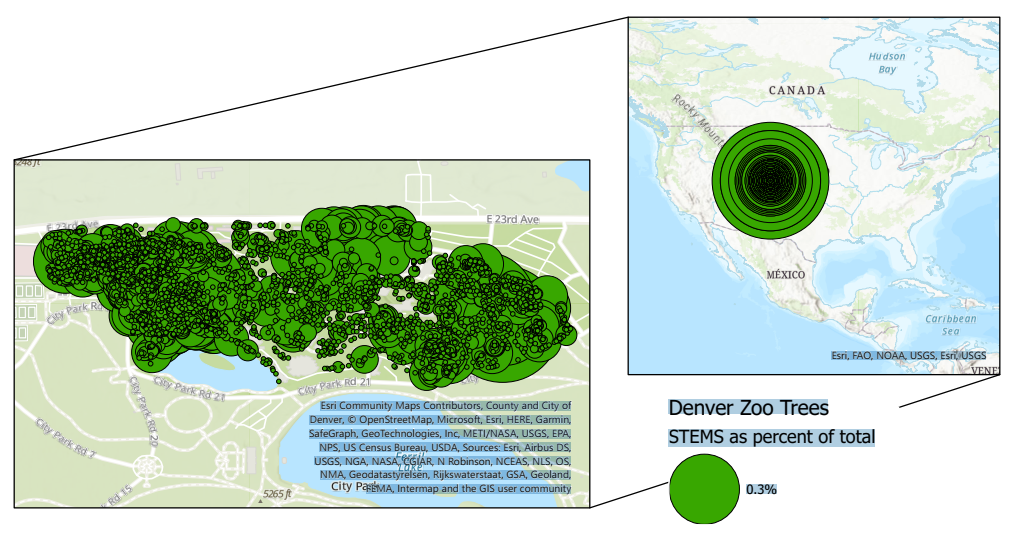 Hudson
Bay
CANADA
Rocky Mount
MÉXICO
Caribbean
Sea
Esri, FAO, NOAA, USGS, Esri, USGS
VENE
248 ft
E 23rd Ave
E 23rd Ave
City Park Rd
City Park Rd 21
City Park Rd 21
City Park Rd 20
City Park Rd 7
Rd 15
5265 ft
City Park
Lake
Esri Community Maps Contributors, County and City of
Denver, © OpenStreetMap, Microsoft, Esri, HERE, Garmin,
SafeGraph, GeoTechnologies, Inc, METI/NASA, USGS, EPA,
NPS, US Census Bureau, USDA, Sources: Esri, Airbus DS,
USGS, NGA, NASA, CGIAR, N Robinson, NCEAS, NLS, OS,
NMA, Geodatastyrelsen, Rijkswaterstaat, GSA, Geoland,
FEMA, Intermap and the GIS user community
Denver Zoo Trees
STEMS as percent of total
0.3%